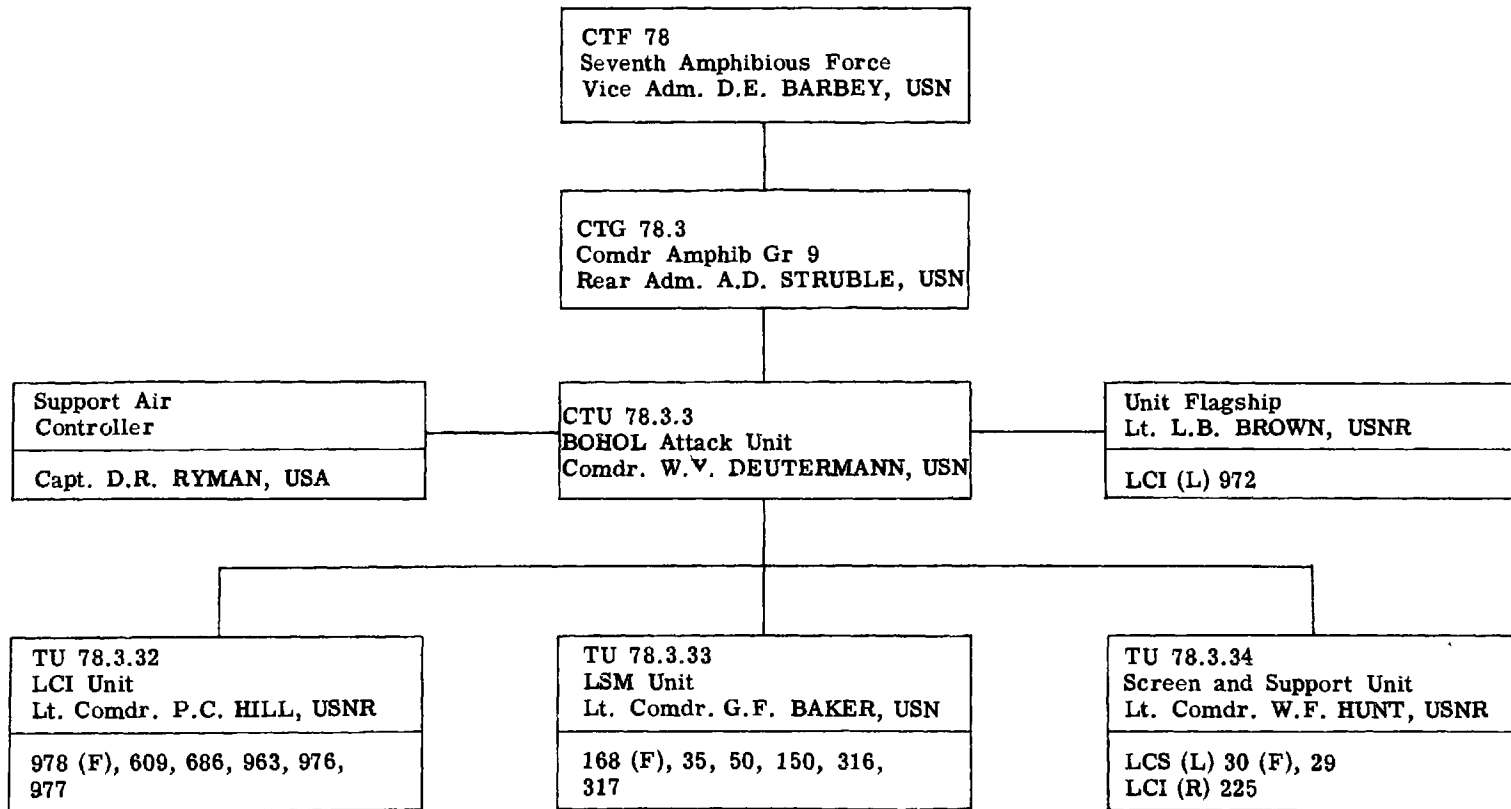 CTF 78
Seventh Amphibious Force
Vice Adm. D.E. BARBEY, USN
CTG 78.3
Comdr Amphib Gr 9
Rear Adm. A.D. STRUBLE, USN
Support Air
Controller
Capt. D.R. RYMAN, USA
CTU 78.3.3
BOHOL Attack Unit
Comdr. W.V. DEUTERMANN, USN
Unit Flagship
Lt. L.B. BROWN, USNR
LCI (L) 972
TU 78.3.32
LCI Unit
Lt. Comdr. P.C. HILL, USNR
978 (F), 609, 686, 963, 976,
977
TU 78.3.33
LSM Unit
Lt. Comdr. G.F. BAKER, USN
168 (F), 35, 50, 150, 316,
317
TU 78.3.34
Screen and Support Unit
Lt. Comdr. W.F. HUNT, USNR
LCS (L) 30 (F), 29
LCI (R) 225